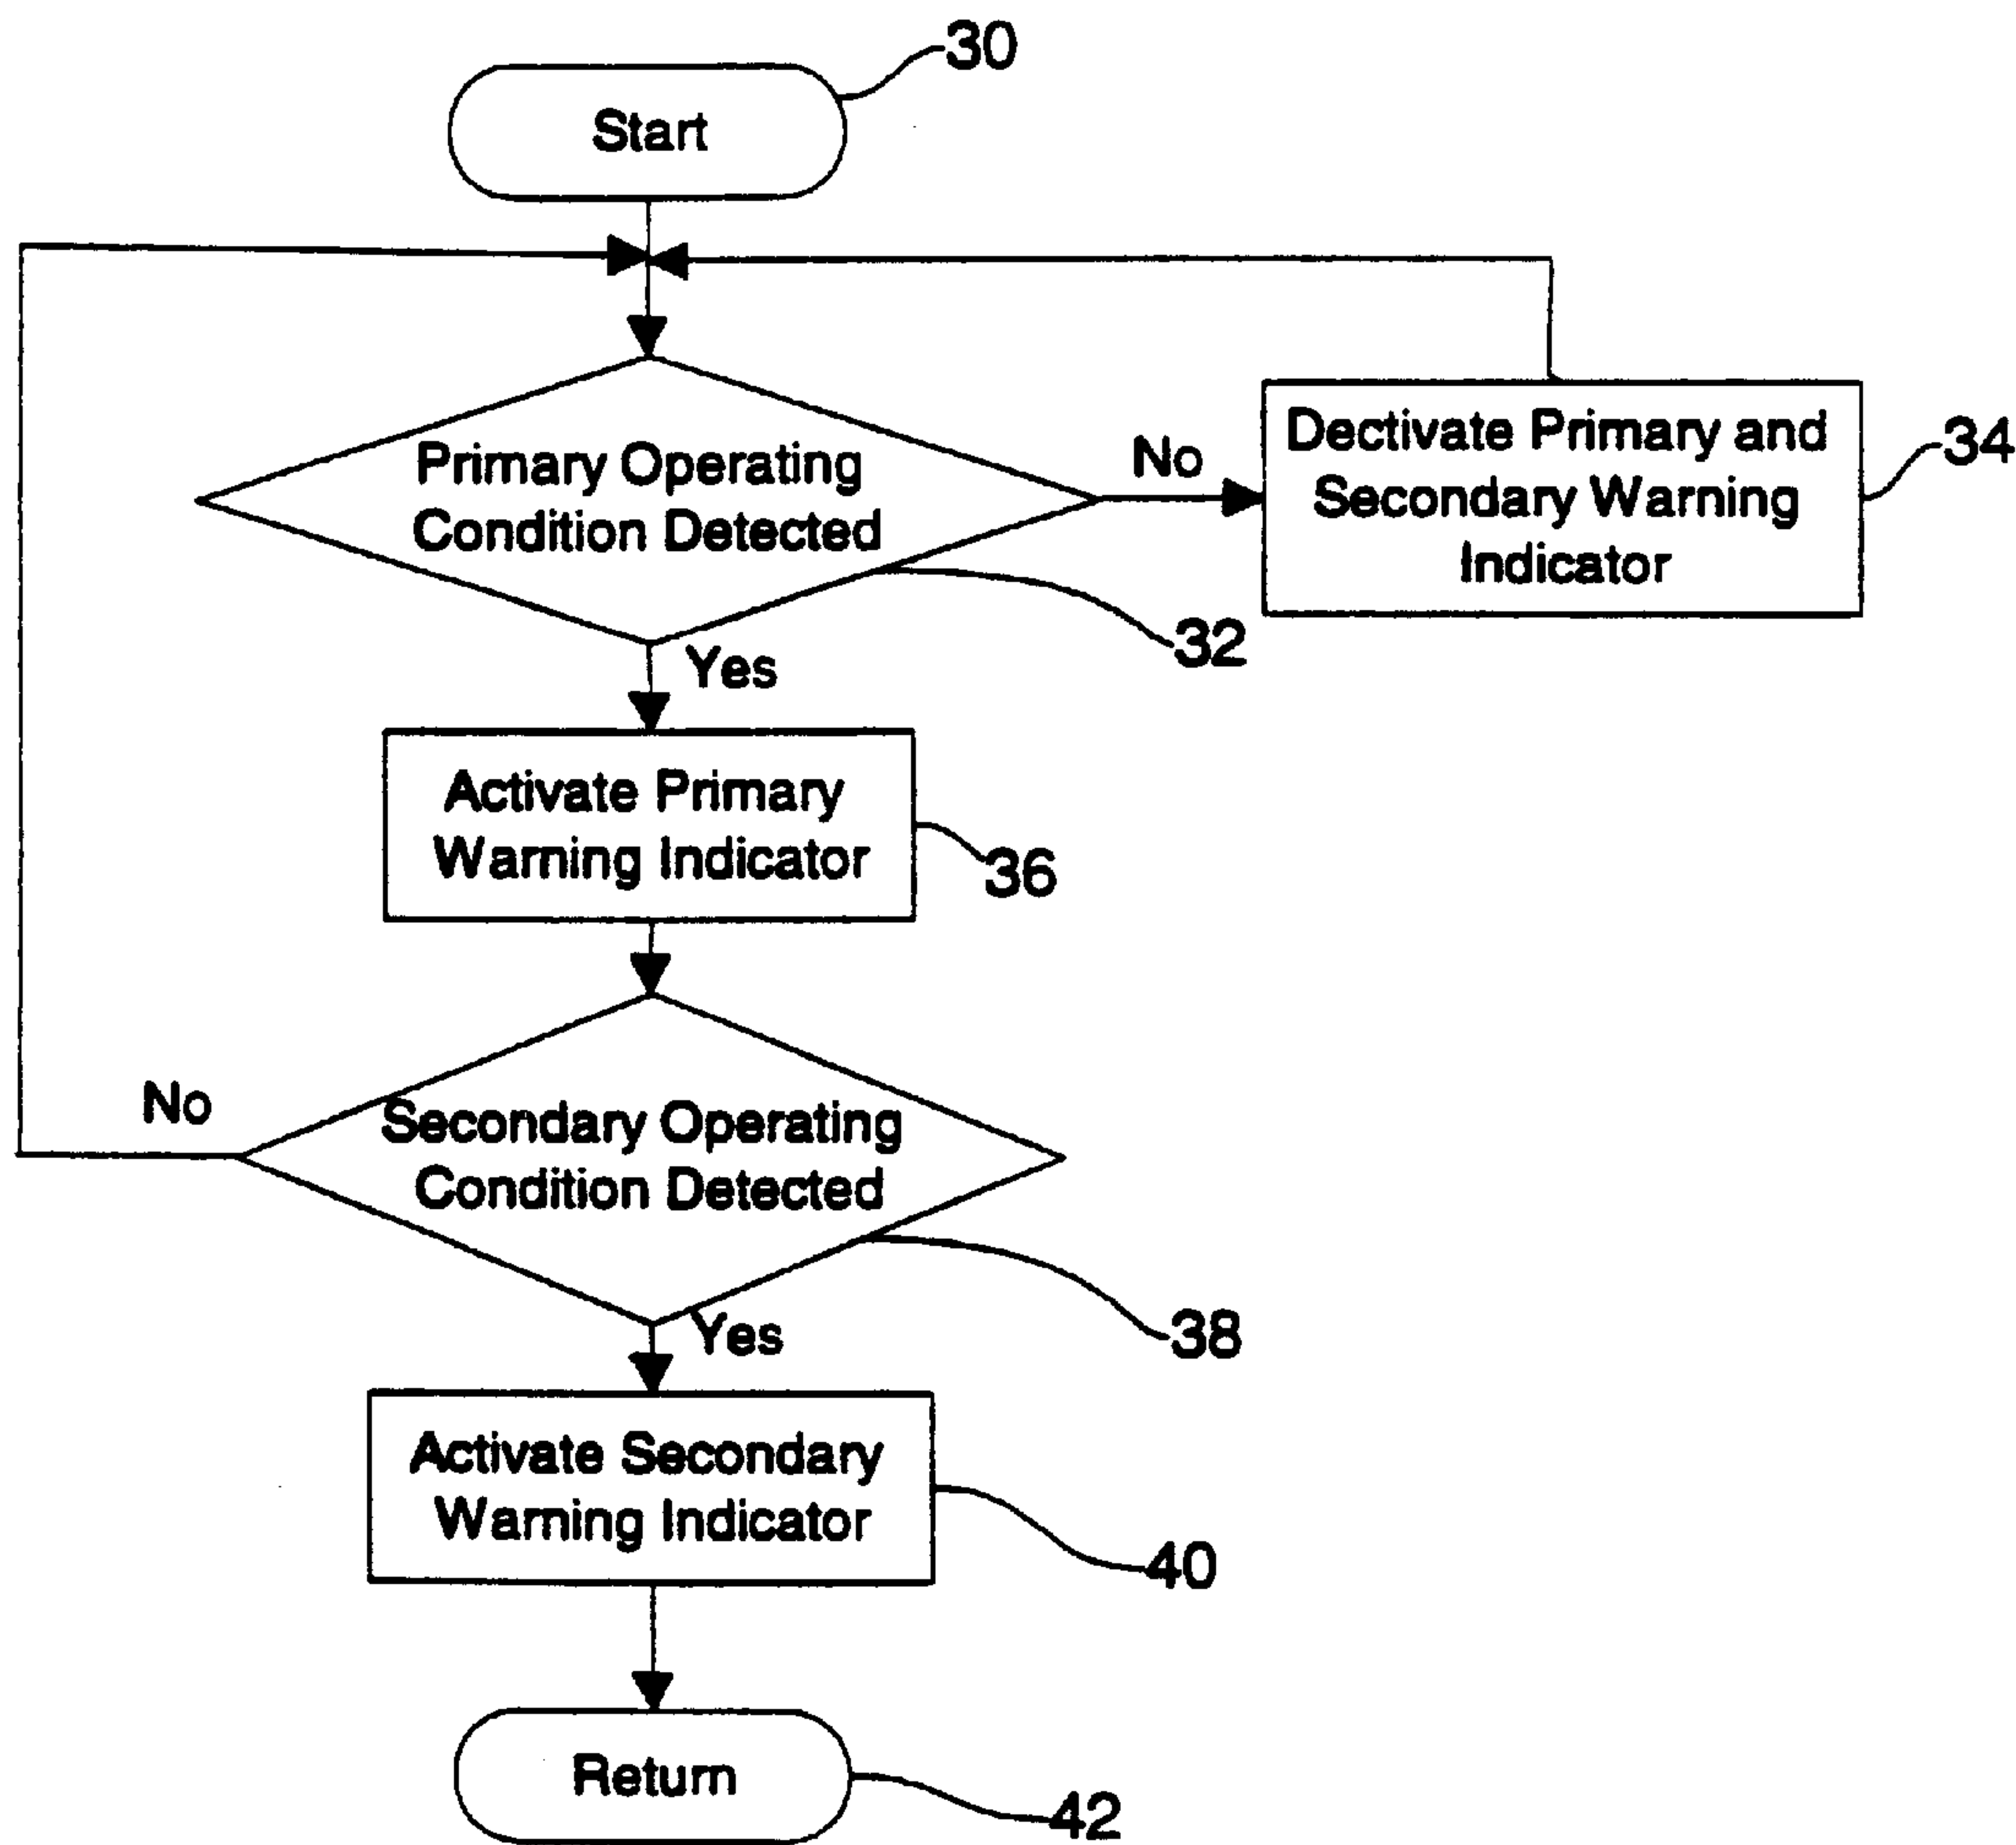 30
Start
Primary Operating
Condition Detected
No
Dectivate Primary and
Secondary Warning
Indicator
34
32
Yes
Activate Primary
Warning Indicator
36
No
Secondary Operating
Condition Detected
38
Yes
Activate Secondary
Warning Indicator
40
Return
42